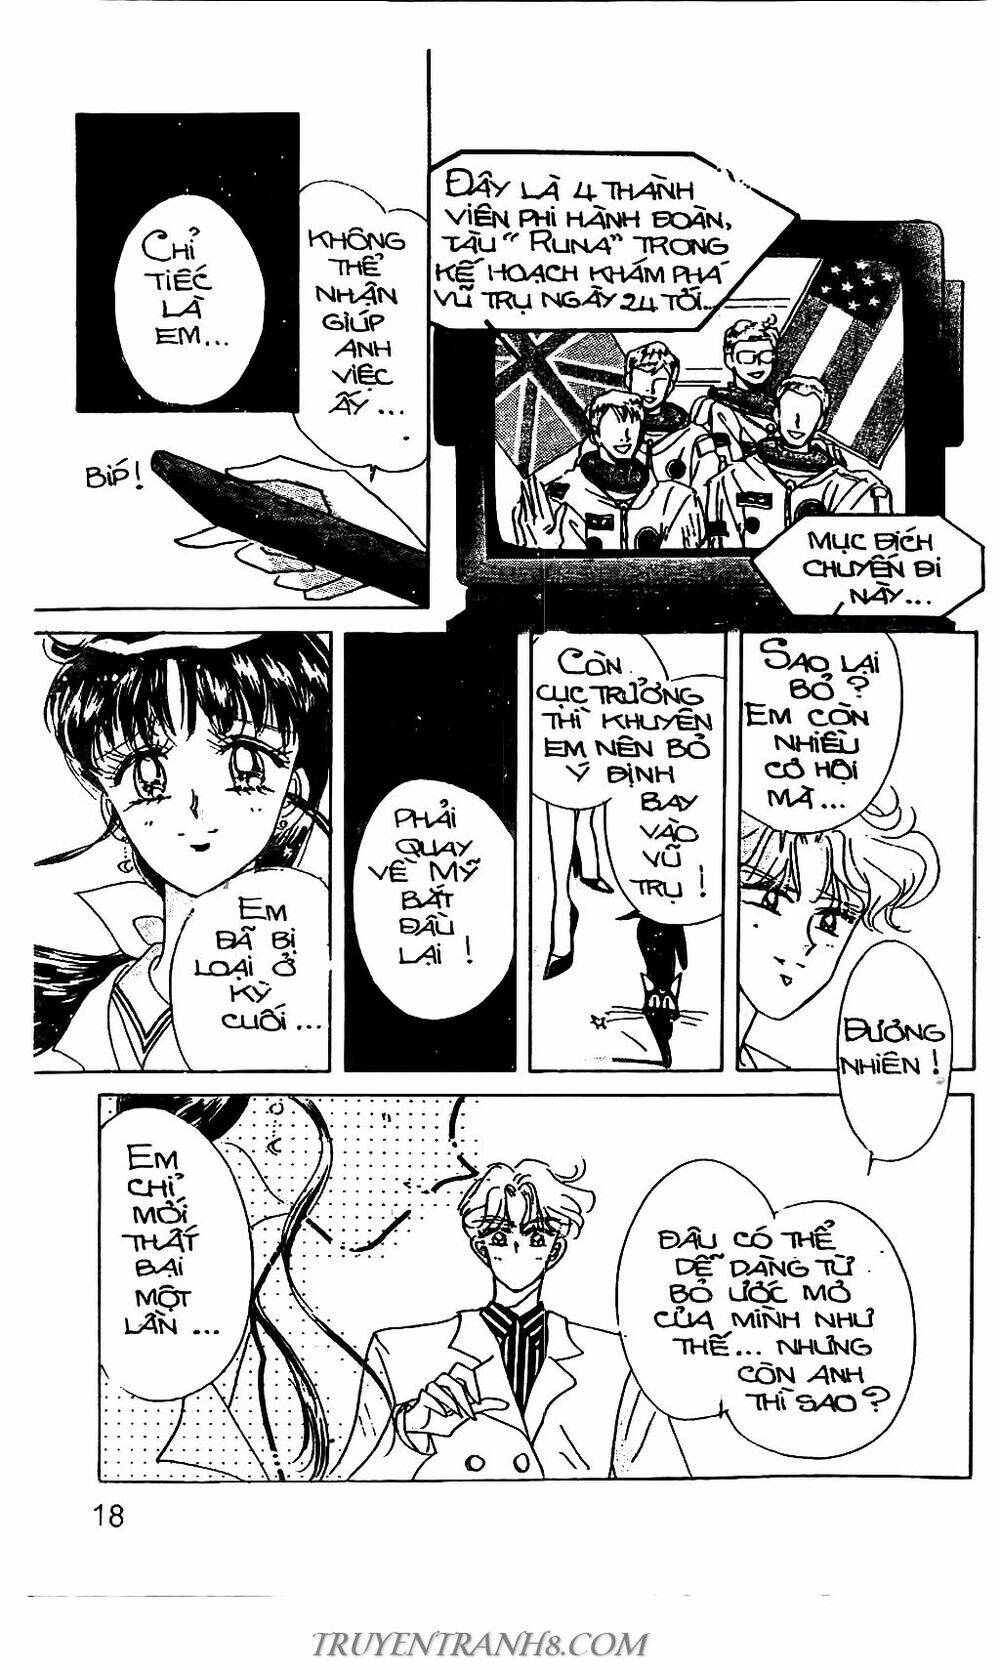 ĐÂY LÀ 4 THÀNH
VIÊN PHI HÀNH ĐOÀN,
TÀU "RUNA" TRONG
KẾ HOẠCH KHÁM PHÁ
VŨ TRỤ NGÀY 24 TỚI...
MỤC ĐÍCH
CHUYẾN ĐI
NÀY...
KHÔNG
THỂ
NHẬN
GIÚP
ANH
VIỆC
ẤY...
CHỈ
TIẾC
LÀ
EM...
BÍP!
SAO LẠI
BỎ?
EM CÒN
NHIỀU
CƠ HỘI
MÀ...
ĐƯƠNG
NHIÊN!
CÒN
CỤC TRƯỞNG
THÌ KHUYÊN
EM NÊN BỎ
Ý ĐỊNH
BAY
VÀO
VŨ
TRỤ!
PHẢI
QUAY
VỀ MỸ
BẮT
ĐẦU
LẠI!
EM
ĐÃ BỊ
LOẠI Ở
KỲ
CUỐI...
ĐÂU CÓ THỂ
DỄ DÀNG TỪ
BỎ ƯỚC MƠ
CỦA MÌNH NHƯ
THẾ... NHƯNG
CÒN ANH
THÌ SAO?
EM
CHỈ
MỚI
THẤT
BẠI
MỘT
LẦN...
18
TRUYENTRANH8.COM